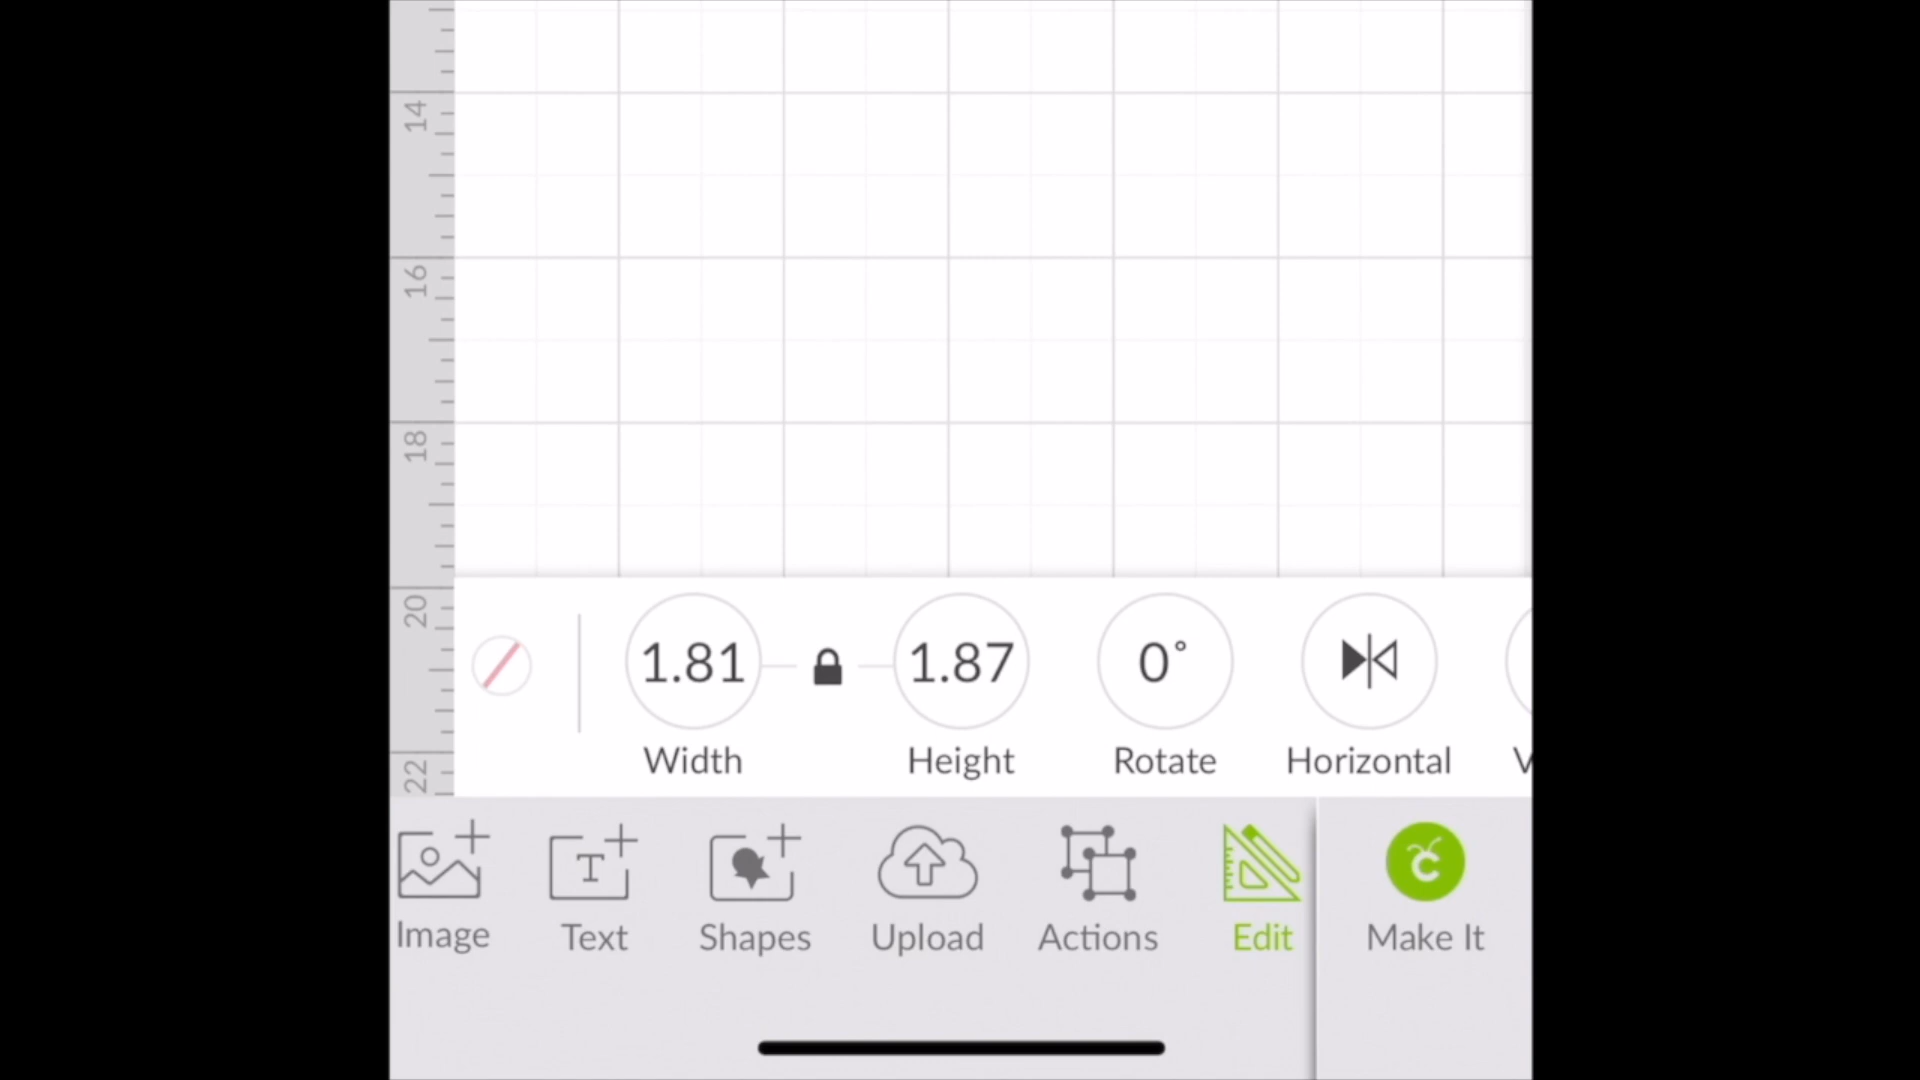 14
16
18
20
22
1.81
1.87
0°
Width
Height
Rotate
Horizontal
V
Image
Text
Shapes
Upload
Actions
Edit
Make It